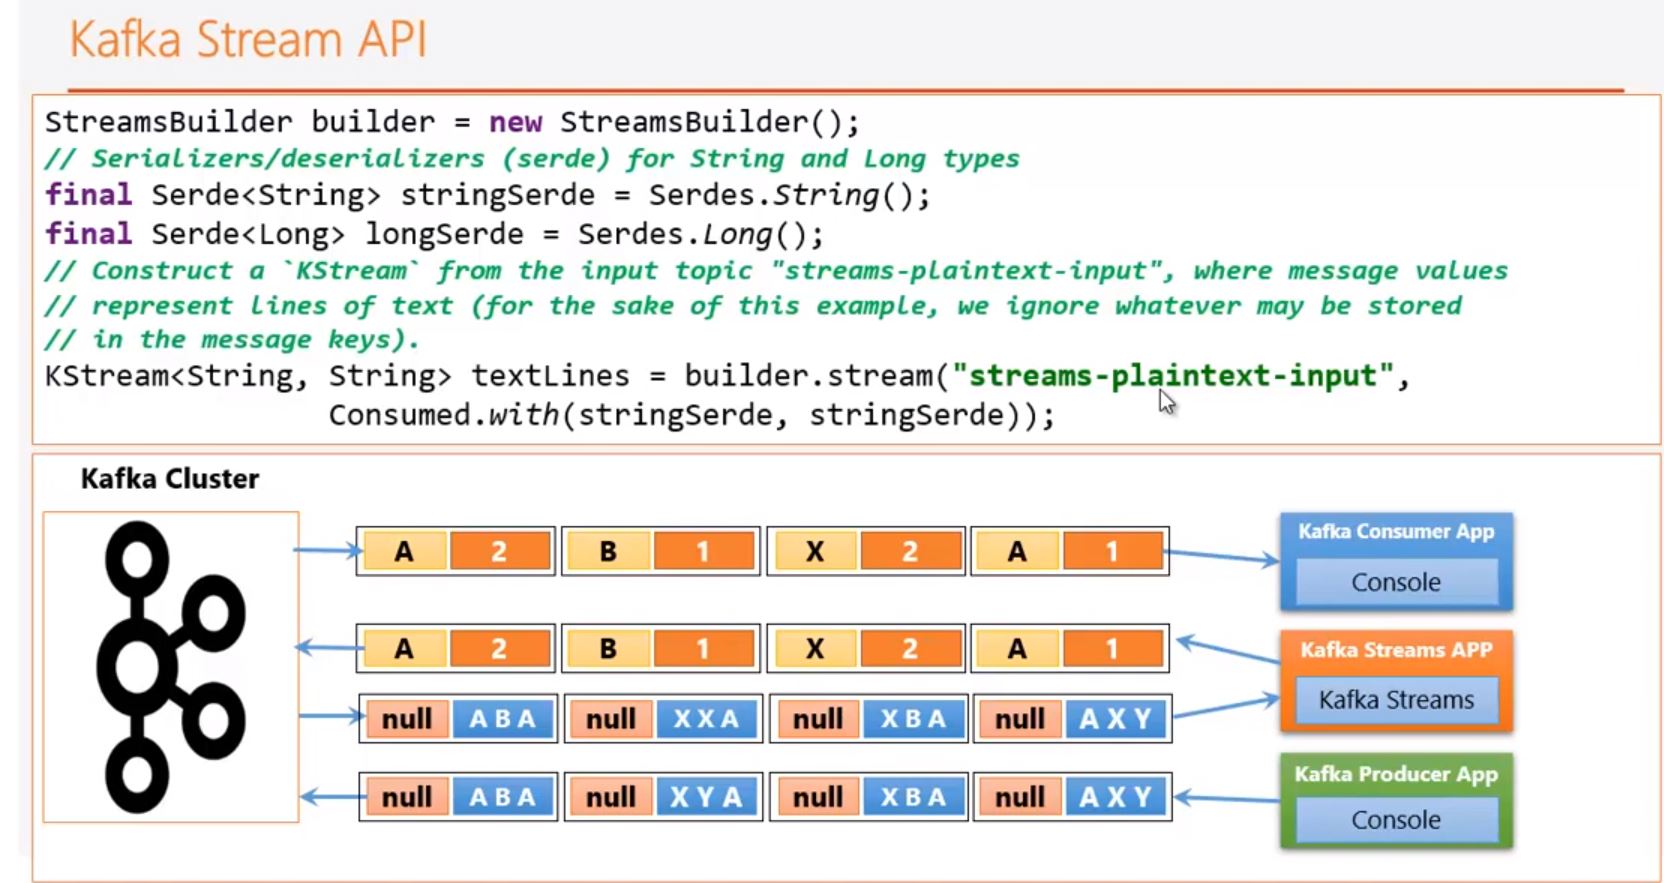 Kafka Stream API
StreamsBuilder builder = new StreamsBuilder();
// Serializers/deserializers (serde) for String and Long types
final Serde<String> stringSerde = Serdes.String();
final Serde<Long> longSerde = Serdes.Long();
// Construct a `KStream` from the input topic "streams-plaintext-input", where message values
// represent lines of text (for the sake of this example, we ignore whatever may be stored
// in the message keys).
KStream<String, String> textLines = builder.stream("streams-plaintext-input",
Consumed.with(stringSerde, stringSerde));
Kafka Cluster
A 2 B 1 X 2 A 1
Kafka Consumer App
Console
A 2 B 1 X 2 A 1
Kafka Streams APP
Kafka Streams
null A B A null X X A null X B A null A X Y
Kafka Producer App
null A B A null X Y A null X B A null A X Y
Console